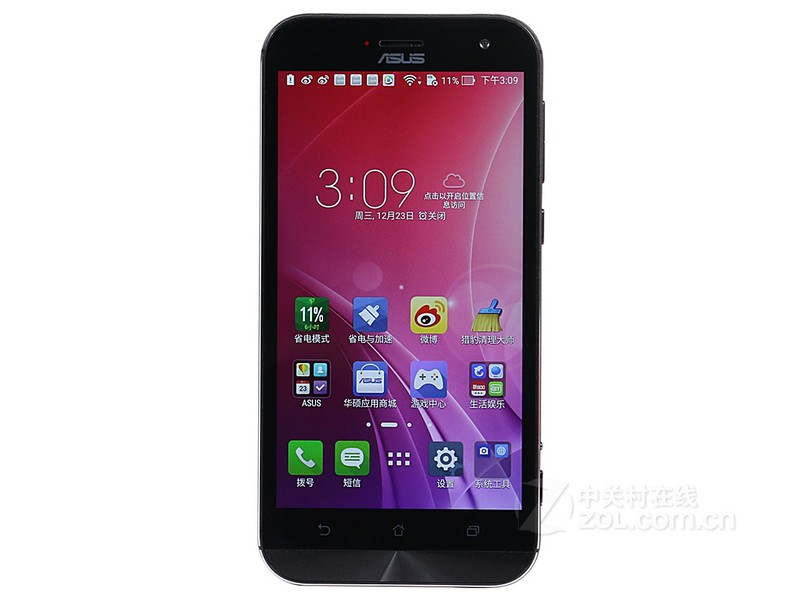 ASUS
11% 下午3:09
3:09
点击以开启位置信
息访问
周三, 12月23日 关闭
11%
6小时
省电模式 省电与加速 微博 猎豹清理大师
23
ASUS
ASUS 华硕应用商城 游戏中心 生活娱乐
拨号 短信 设置 系统工具
中关村在线
ZOL.com.cn